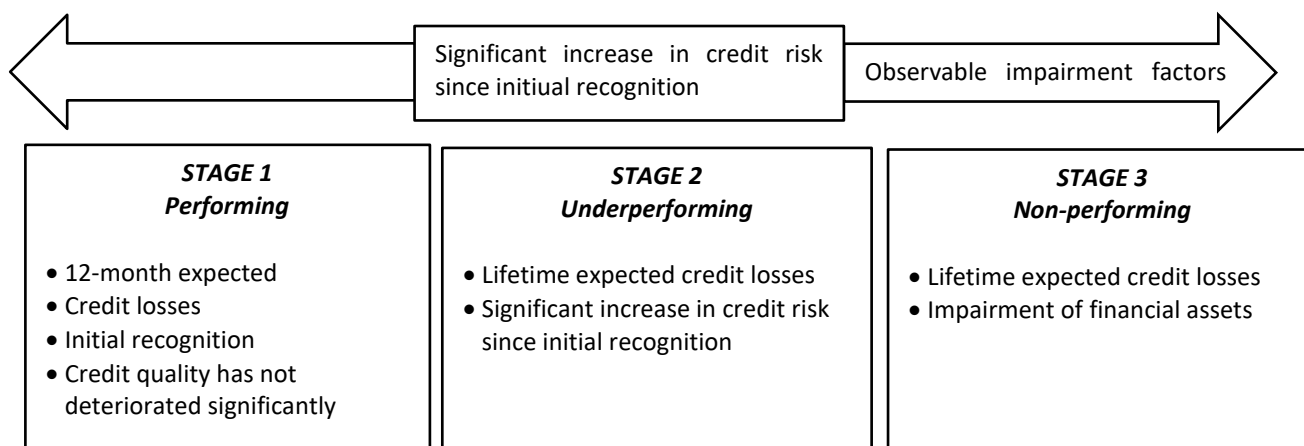 Significant increase in credit risk
since initiual recognition
Observable impairment factors
STAGE 1
Performing
• 12-month expected
• Credit losses
• Initial recognition
• Credit quality has not
deteriorated significantly
STAGE 2
Underperforming
• Lifetime expected credit losses
• Significant increase in credit risk
since initial recognition
STAGE 3
Non-performing
• Lifetime expected credit losses
• Impairment of financial assets